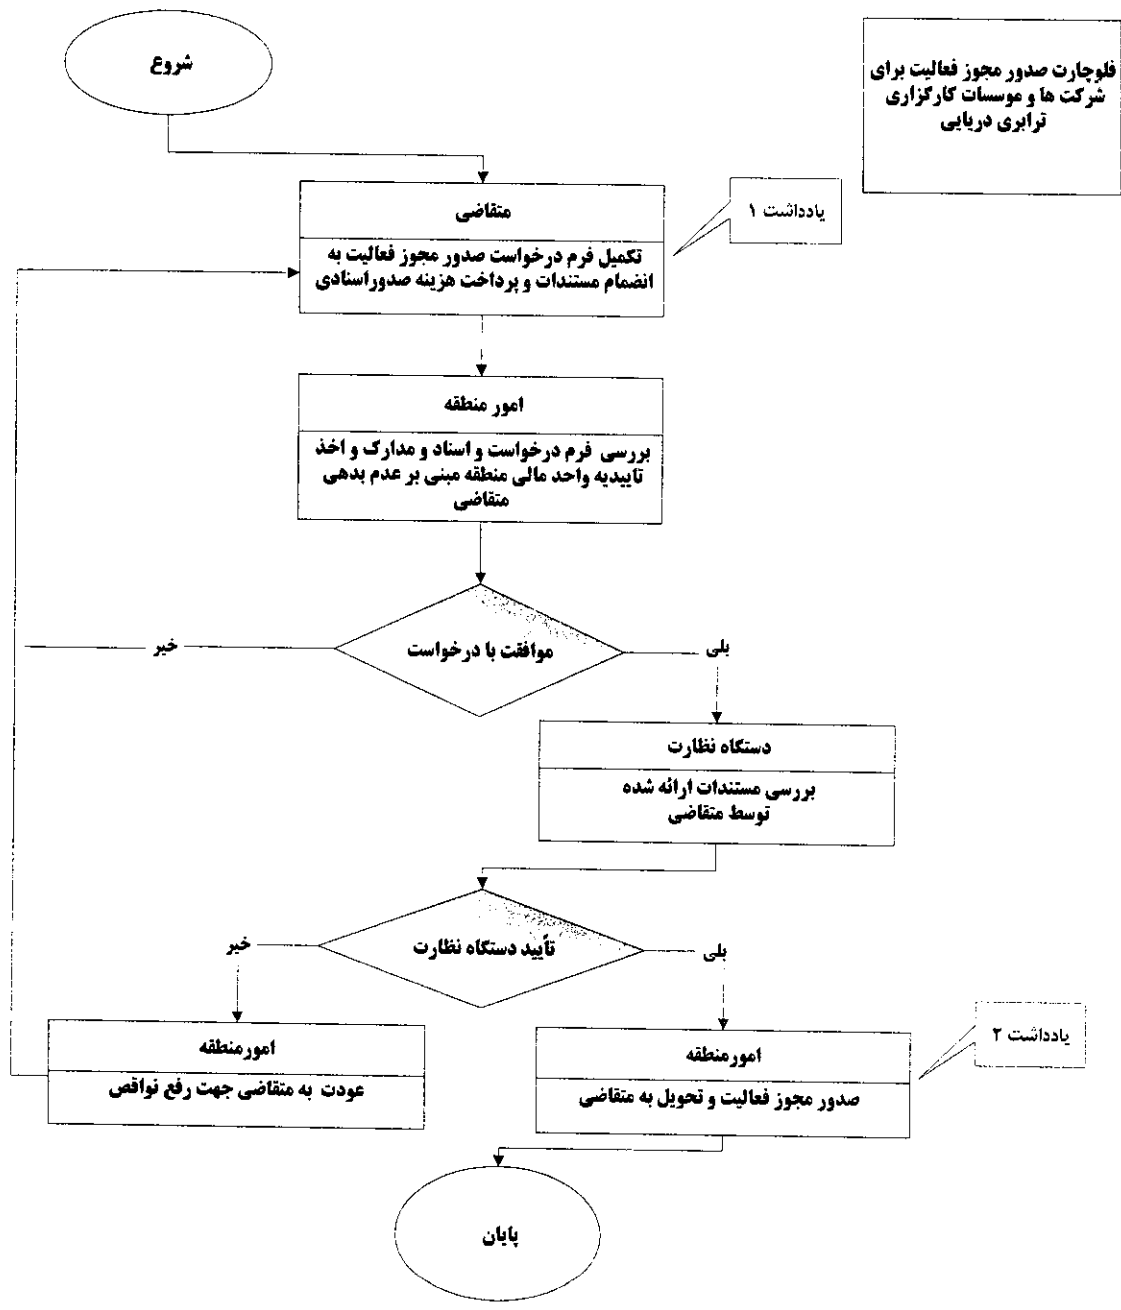 فلوچارت صدور مجوز فعالیت برای
شرکت ها و موسسات کارگزاری
ترابری دریایی
شروع
یادداشت ۱
متقاضی
تکمیل فرم درخواست صدور مجوز فعالیت به
انضمام مستندات و پرداخت هزینه صدوراسنادی
امور منطقه
بررسی فرم درخواست و اسناد و مدارک و اخذ
تاییدیه واحد مالی منطقه مبنی بر عدم بدهی
متقاضی
موافقت با درخواست
بلی
خیر
دستگاه نظارت
بررسی مستندات ارائه شده
توسط متقاضی
تأیید دستگاه نظارت
بلی
خیر
یادداشت ۲
امورمنطقه
صدور مجوز فعالیت و تحویل به متقاضی
امورمنطقه
عودت به متقاضی جهت رفع نواقص
پایان